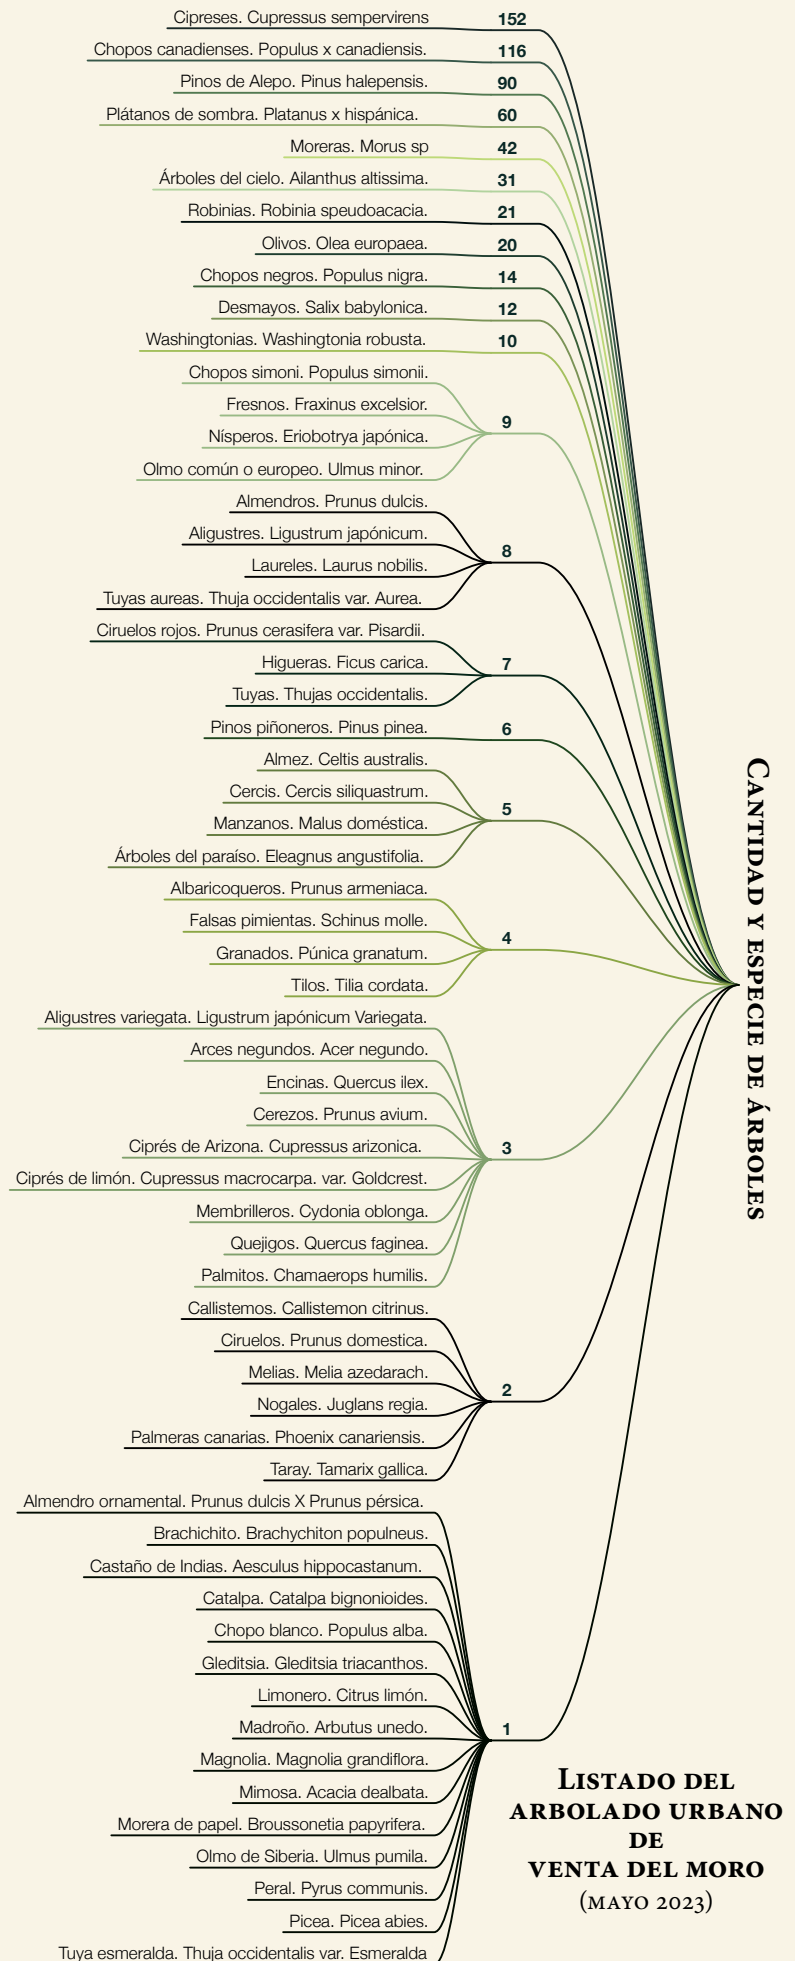 Cipreses. Cupressus sempervirens 152
Chopos canadienses. Populus x canadiensis. 116
Pinos de Alepo. Pinus halepensis. 90
Plátanos de sombra. Platanus x hispánica. 60
Moreras. Morus sp 42
Árboles del cielo. Ailanthus altissima. 31
Robinias. Robinia speudoacacia. 21
Olivos. Olea europaea. 20
Chopos negros. Populus nigra. 14
Desmayos. Salix babylonica. 12
Washingtonias. Washingtonia robusta. 10
Chopos simoni. Populus simonii.
Fresnos. Fraxinus excelsior.
9
Nísperos. Eriobotrya japónica.
Olmo común o europeo. Ulmus minor.
Almendros. Prunus dulcis.
Aligustres. Ligustrum japónicum.
8
Laureles. Laurus nobilis.
Tuyas aureas. Thuja occidentalis var. Aurea.
Ciruelos rojos. Prunus cerasifera var. Pisardii.
Higueras. Ficus carica. 7
Tuyas. Thujas occidentalis.
Pinos piñoneros. Pinus pinea. 6
Almez. Celtis australis.
Cercis. Cercis siliquastrum.
5
Manzanos. Malus doméstica.
Árboles del paraíso. Eleagnus angustifolia.
Albaricoqueros. Prunus armeniaca.
Falsas pimientas. Schinus molle.
4
Granados. Púnica granatum.
Tilos. Tilia cordata.
Aligustres variegata. Ligustrum japónicum Variegata.
Arces negundos. Acer negundo.
Encinas. Quercus ilex.
Cerezos. Prunus avium.
Ciprés de Arizona. Cupressus arizonica. 3
Ciprés de limón. Cupressus macrocarpa. var. Goldcrest.
Membrilleros. Cydonia oblonga.
Quejigos. Quercus faginea.
Palmitos. Chamaerops humilis.
Callistemos. Callistemon citrinus.
Ciruelos. Prunus domestica.
Melias. Melia azedarach.
2
Nogales. Juglans regia.
Palmeras canarias. Phoenix canariensis.
Taray. Tamarix gallica.
Almendro ornamental. Prunus dulcis X Prunus pérsica.
Brachichito. Brachychiton populneus.
Castaño de Indias. Aesculus hippocastanum.
Catalpa. Catalpa bignonioides.
Chopo blanco. Populus alba.
Gleditsia. Gleditsia triacanthos.
Limonero. Citrus limón.
Madroño. Arbutus unedo. 1
Magnolia. Magnolia grandiflora.
Mimosa. Acacia dealbata.
Morera de papel. Broussonetia papyrifera.
Olmo de Siberia. Ulmus pumila.
Peral. Pyrus communis.
Picea. Picea abies.
Tuya esmeralda. Thuja occidentalis var. Esmeralda
Cantidad y especie de árboles
Listado del
arbolado urbano
de
Venta del Moro
(mayo 2023)